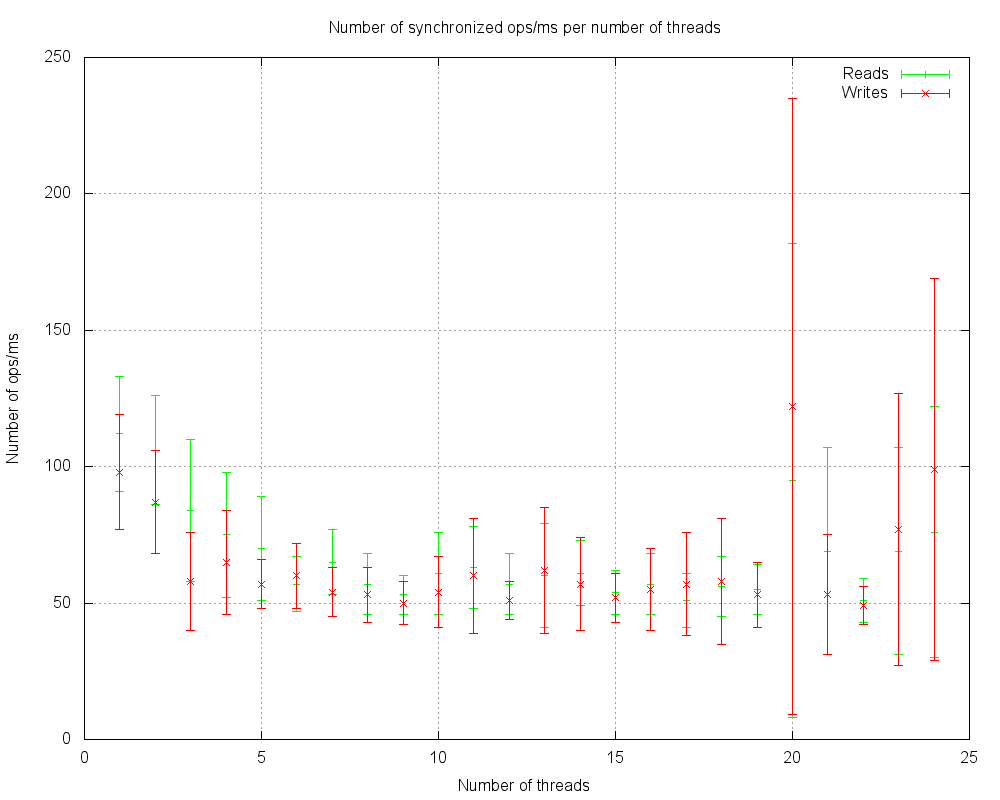 Number of synchronized ops/ms per number of threads
Reads
Writes
250
200
150
100
50
0
0 5 10 15 20 25
Number of ops/ms
Number of threads